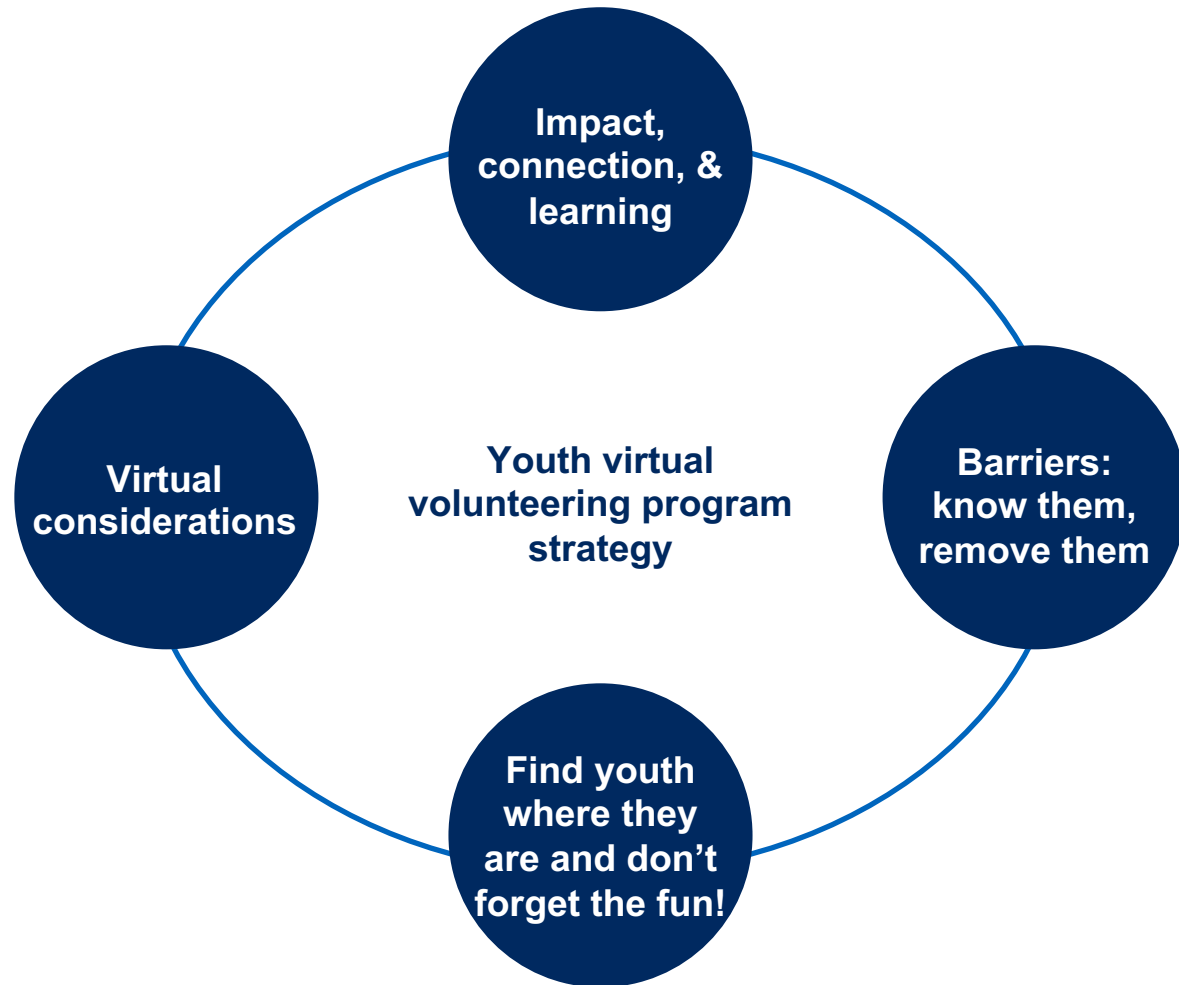 Impact,
connection, &
learning
Virtual
considerations
Youth virtual
volunteering program
strategy
Barriers:
know them,
remove them
Find youth
where they
are and don’t
forget the fun!